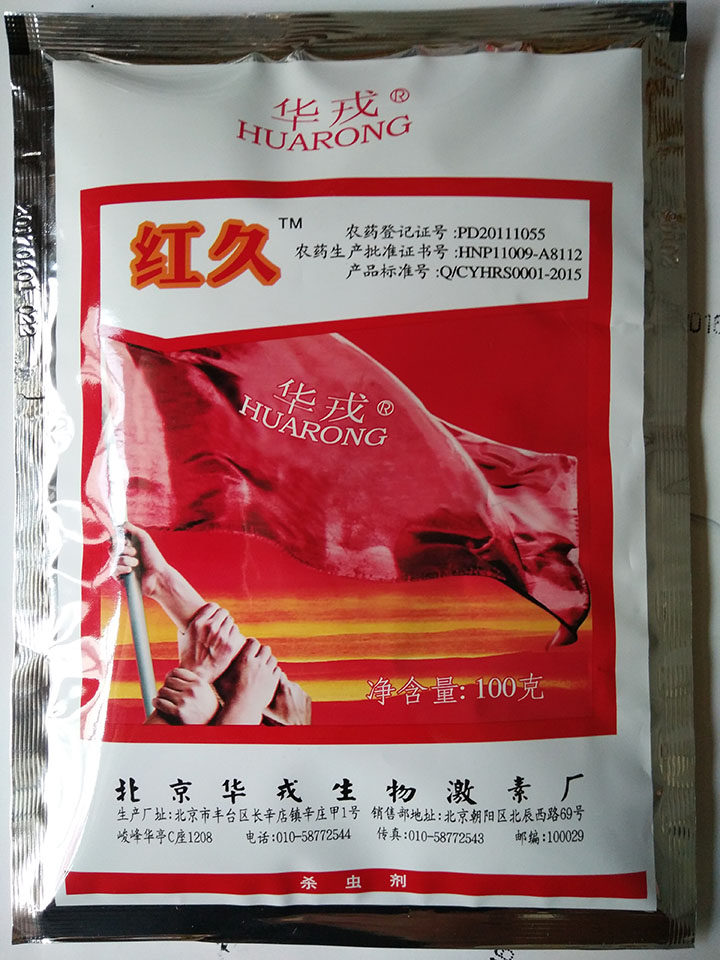 华戎®
HUARONG
红久™
农药登记证号:PD20111055
农药生产批准证书号:HNP11009-A8112
产品标准号:Q/CYHRS0001-2015
华戎®
HUARONG
净含量:100克
北京华戎生物激素厂
生产厂址:北京市丰台区长辛店镇辛庄甲1号 销售部地址:北京朝阳区北辰西路69号
峻峰华亭C座1208 电话:010-58772544 传真:010-58772543 邮编:100029
杀虫剂